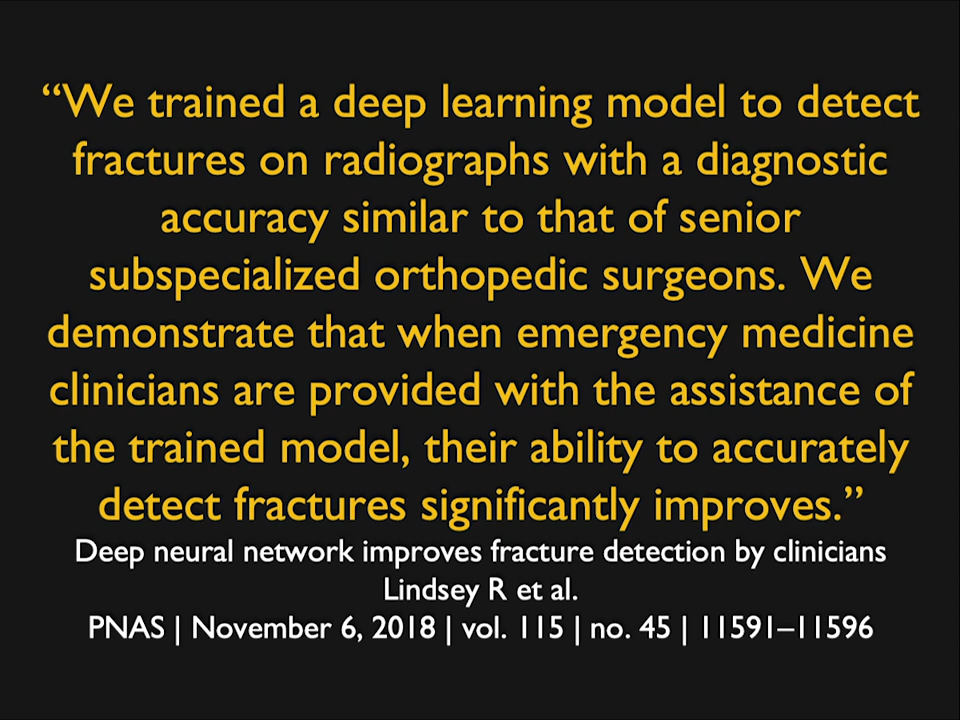 “We trained a deep learning model to detect
fractures on radiographs with a diagnostic
accuracy similar to that of senior
subspecialized orthopedic surgeons. We
demonstrate that when emergency medicine
clinicians are provided with the assistance of
the trained model, their ability to accurately
detect fractures significantly improves.”
Deep neural network improves fracture detection by clinicians
Lindsey R et al.
PNAS | November 6, 2018 | vol. 115 | no. 45 | 11591–11596